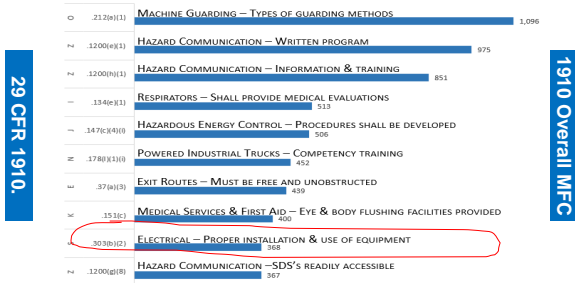 29 CFR 1910.
1910 Overall MFC
O .212(a)(1) MACHINE GUARDING – TYPES OF GUARDING METHODS
1,096
Z .1200(e)(1) HAZARD COMMUNICATION – WRITTEN PROGRAM
975
Z .1200(h)(1) HAZARD COMMUNICATION – INFORMATION & TRAINING
851
I .134(e)(1) RESPIRATORS – SHALL PROVIDE MEDICAL EVALUATIONS
513
J .147(c)(4)(i) HAZARDOUS ENERGY CONTROL – PROCEDURES SHALL BE DEVELOPED
506
N .178(l)(1)(i) POWERED INDUSTRIAL TRUCKS – COMPETENCY TRAINING
452
E .37(a)(3) EXIT ROUTES – MUST BE FREE AND UNOBSTRUCTED
439
K .151(c) MEDICAL SERVICES & FIRST AID – EYE & BODY FLUSHING FACILITIES PROVIDED
400
S .303(b)(2) ELECTRICAL – PROPER INSTALLATION & USE OF EQUIPMENT
368
Z .1200(g)(8) HAZARD COMMUNICATION –SDS'S READILY ACCESSIBLE
367